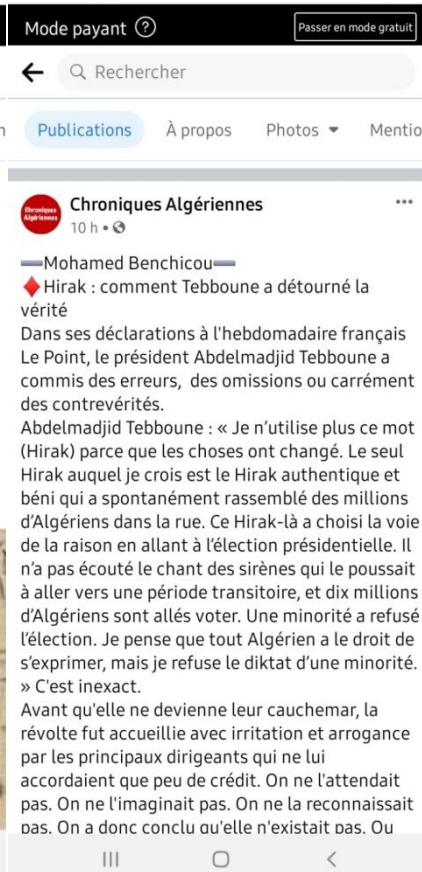 Mode payant ?
Passer en mode gratuit
Rechercher
Publications À propos Photos Mentio
Chroniques Algériennes
Chroniques Algériennes
10 h
Mohamed Benchicou
Hirak : comment Tebboune a détourné la
vérité
Dans ses déclarations à l'hebdomadaire français
Le Point, le président Abdelmadjid Tebboune a
commis des erreurs, des omissions ou carrément
des contrevérités.
Abdelmadjid Tebboune : « Je n’utilise plus ce mot
(Hirak) parce que les choses ont changé. Le seul
Hirak auquel je crois est le Hirak authentique et
béni qui a spontanément rassemblé des millions
d’Algériens dans la rue. Ce Hirak-là a choisi la voie
de la raison en allant à l’élection présidentielle. Il
n’a pas écouté le chant des sirènes qui le poussait
à aller vers une période transitoire, et dix millions
d’Algériens sont allés voter. Une minorité a refusé
l’élection. Je pense que tout Algérien a le droit de
s’exprimer, mais je refuse le diktat d’une minorité.
» C'est inexact.
Avant qu'elle ne devienne leur cauchemar, la
révolte fut accueillie avec irritation et arrogance
par les principaux dirigeants qui ne lui
accordaient que peu de crédit. On ne l'attendait
pas. On ne l'imaginait pas. On ne la reconnaissait
pas. On a donc conclu qu'elle n'existait pas. Ou